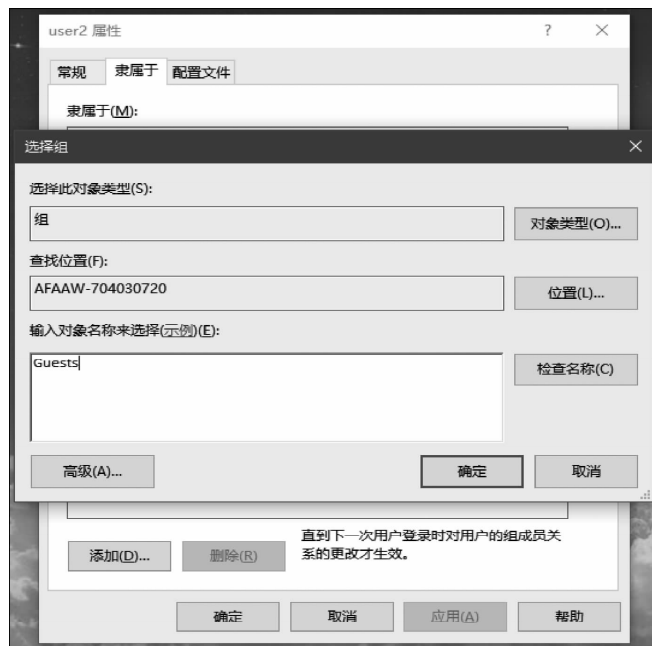 user2 属性
? ×
常规 隶属于 配置文件
隶属于(M):
选择组 ×
选择此对象类型(S):
组
对象类型(O)...
查找位置(F):
AFAAW-704030720
位置(L)...
输入对象名称来选择(示例)(E):
Guests
检查名称(C)
高级(A)...
确定
取消
添加(D)...
删除(R)
直到下一次用户登录时对用户的组成员关
系的更改才生效。
确定
取消
应用(A)
帮助